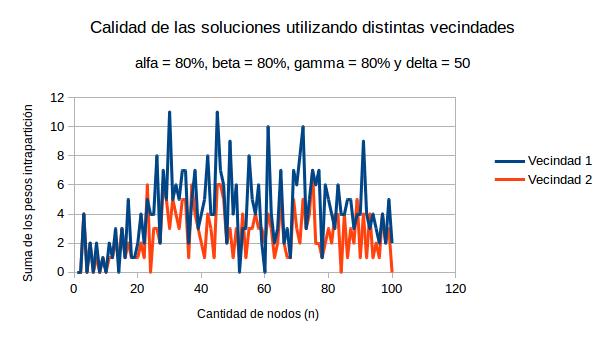 Calidad de las soluciones utilizando distintas vecindades
alfa = 80%, beta = 80%, gamma = 80% y delta = 50
Suma de los pesos intrapartición
12
10
8
6
4
2
0
0 20 40 60 80 100 120
Cantidad de nodos (n)
Vecindad 1
Vecindad 2